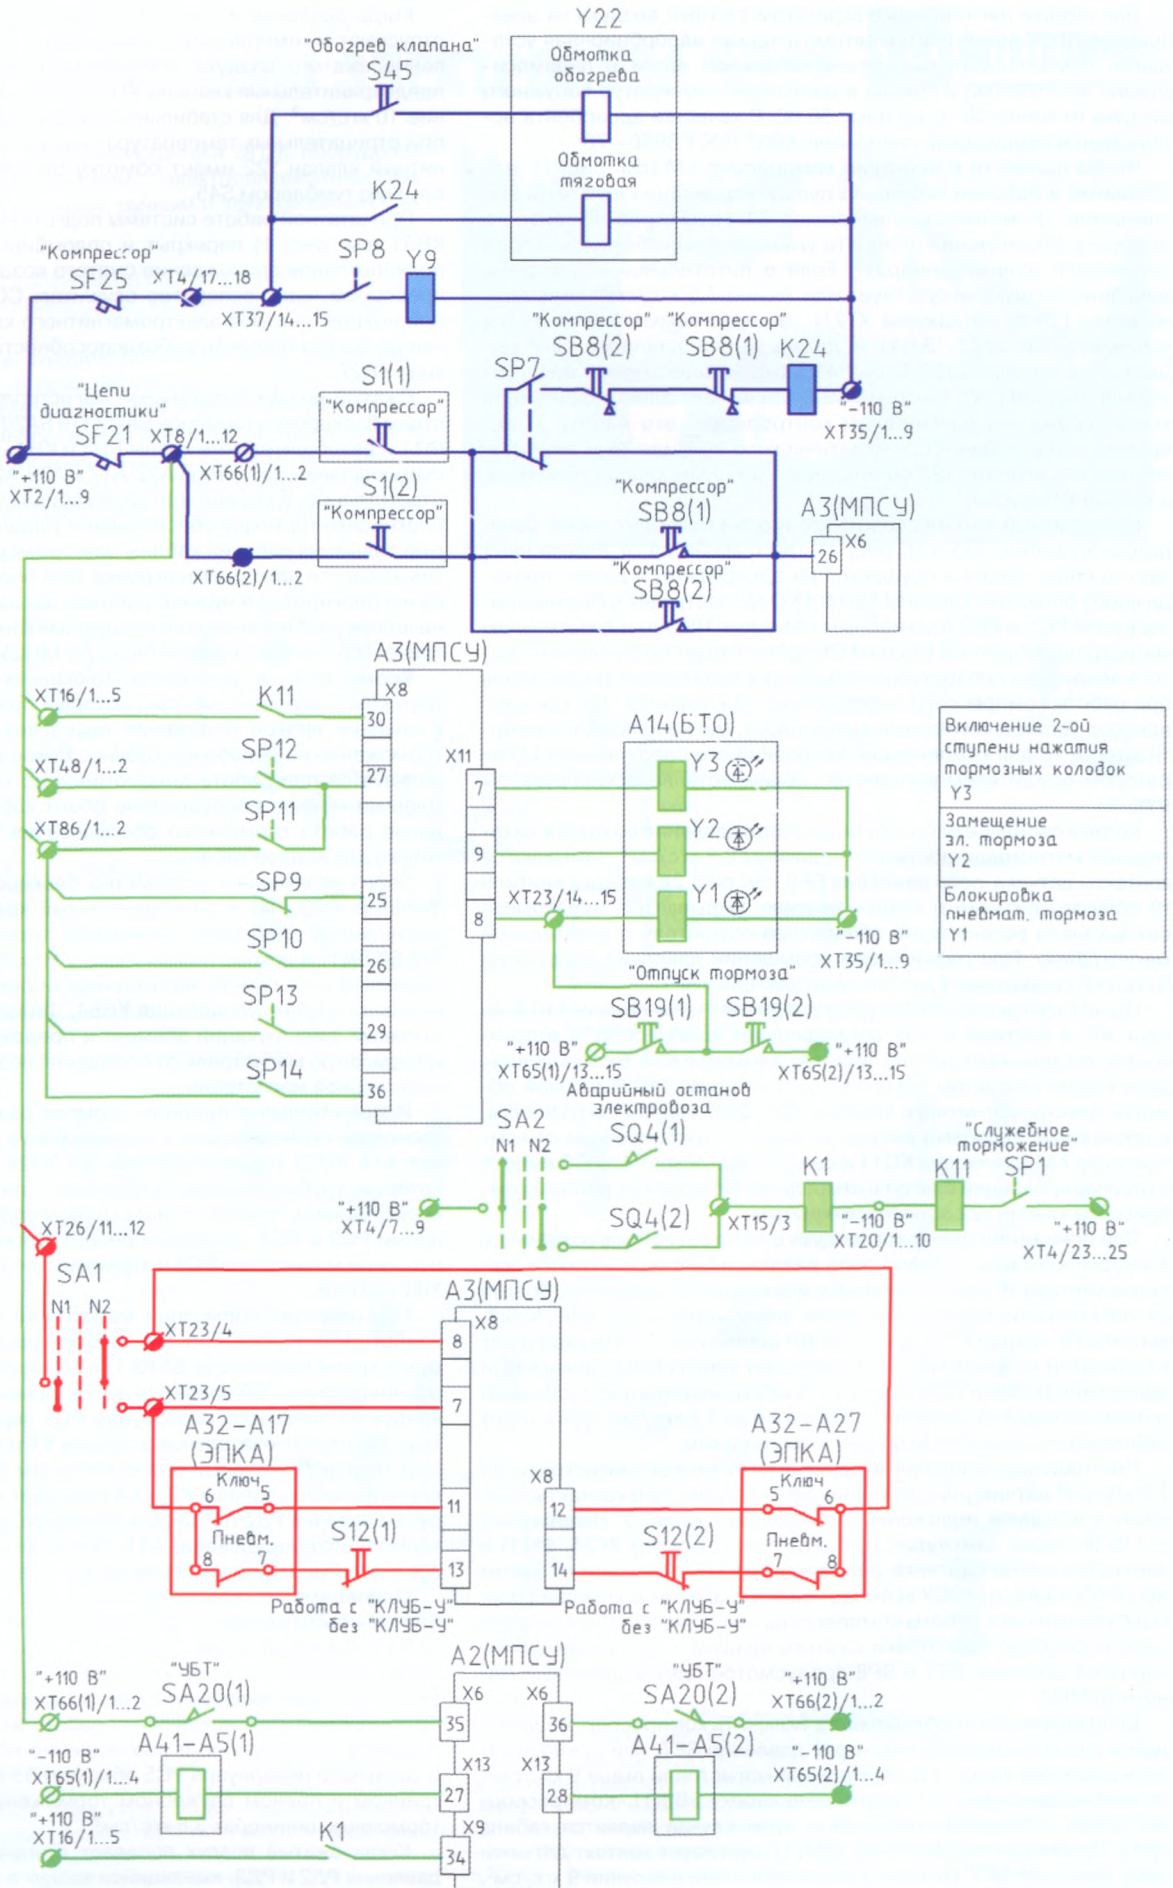 Y22
"Обогрев клапана"
S45
Обмотка
обогрева
Обмотка
тяговая
K24
"Компрессор"
SF25
XT4/17...18
SP8
Y9
XT37/14...15
"Компрессор"
SB8(2)
"Компрессор"
SB8(1)
K24
SP7
"-110 В"
XT35/1...9
"Цепи
диагностики"
SF21
XT8/1...12
"+110 В"
XT2/1...9
XT66(1)/1...2
S1(1)
"Компрессор"
S1(2)
"Компрессор"
XT66(2)/1...2
"Компрессор"
SB8(1)
"Компрессор"
SB8(2)
A3(МПСУ)
X6
26
A3(МПСУ)
X8
XT16/1...5
K11
30
XT48/1...2
SP12
27
X11
7
XT86/1...2
SP11
9
SP9
25
8
SP10
26
SP13
29
SP14
36
A14(БТО)
Y3
Y2
Y1
XT23/14...15
"-110 В"
XT35/1...9
Включение 2-ой
ступени нажатия
тормозных колодок
Y3
Замещение
эл. тормоза
Y2
Блокировка
пневмат. тормоза
Y1
"Отпуск тормоза"
SB19(1)
SB19(2)
"+110 В"
XT65(1)/13...15
"+110 В"
XT65(2)/13...15
Аварийный останов
электровоза
SA2
N1
N2
SQ4(1)
"+110 В"
XT4/7...9
SQ4(2)
XT15/3
K1
"-110 В"
XT20/1...10
K11
"Служебное
торможение"
SP1
"+110 В"
XT4/23...25
XT26/11...12
SA1
N1
N2
XT23/4
XT23/5
A3(МПСУ)
X8
8
7
11
13
X8
12
14
A32-A17
(ЭПКА)
Ключ
6
5
Пневм.
8
7
S12(1)
Работа с "КЛУБ-У"
без "КЛУБ-У"
A32-A27
(ЭПКА)
Ключ
5
6
Пневм.
7
8
S12(2)
Работа с "КЛУБ-У"
без "КЛУБ-У"
A2(МПСУ)
"+110 В"
XT66(1)/1...2
"УБТ"
SA20(1)
X6
35
X6
36
"УБТ"
SA20(2)
"+110 В"
XT66(2)/1...2
"-110 В"
XT65(1)/1...4
A41-A5(1)
X13
27
X13
28
A41-A5(2)
"-110 В"
XT65(2)/1...4
"+110 В"
XT16/1...5
K1
X9
34